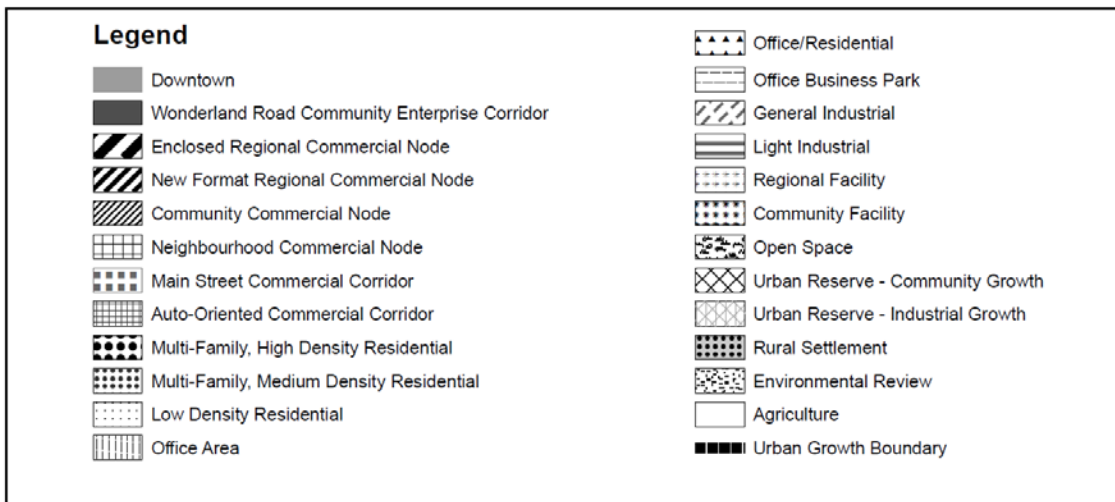 Legend
Downtown
Wonderland Road Community Enterprise Corridor
Enclosed Regional Commercial Node
New Format Regional Commercial Node
Community Commercial Node
Neighbourhood Commercial Node
Main Street Commercial Corridor
Auto-Oriented Commercial Corridor
Multi-Family, High Density Residential
Multi-Family, Medium Density Residential
Low Density Residential
Office Area
Office/Residential
Office Business Park
General Industrial
Light Industrial
Regional Facility
Community Facility
Open Space
Urban Reserve - Community Growth
Urban Reserve - Industrial Growth
Rural Settlement
Environmental Review
Agriculture
Urban Growth Boundary